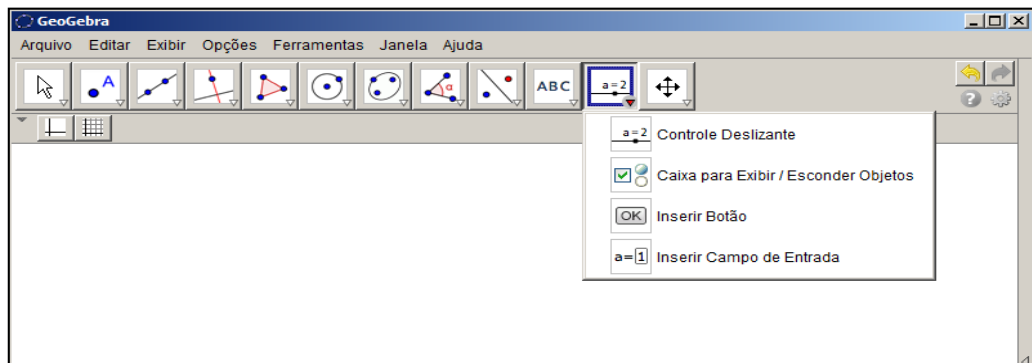 GeoGebra
Arquivo Editar Exibir Opções Ferramentas Janela Ajuda
A α ABC a=2
a=2 Controle Deslizante
Caixa para Exibir / Esconder Objetos
OK Inserir Botão
a=1 Inserir Campo de Entrada